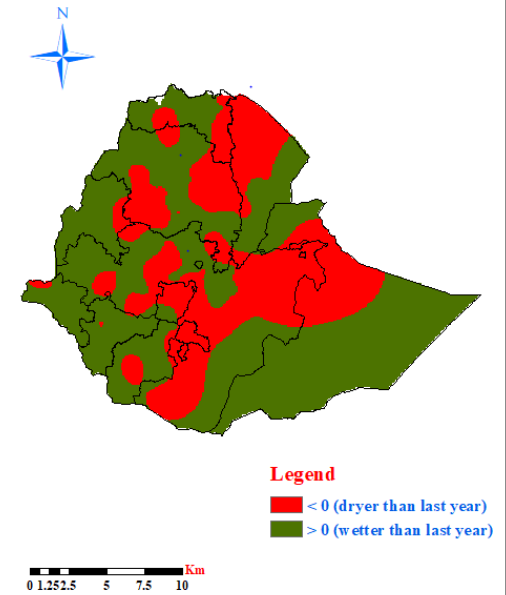 N
Legend
< 0 (dryer than last year)
> 0 (wetter than last year)
Km
0 1.252.5 5 7.5 10